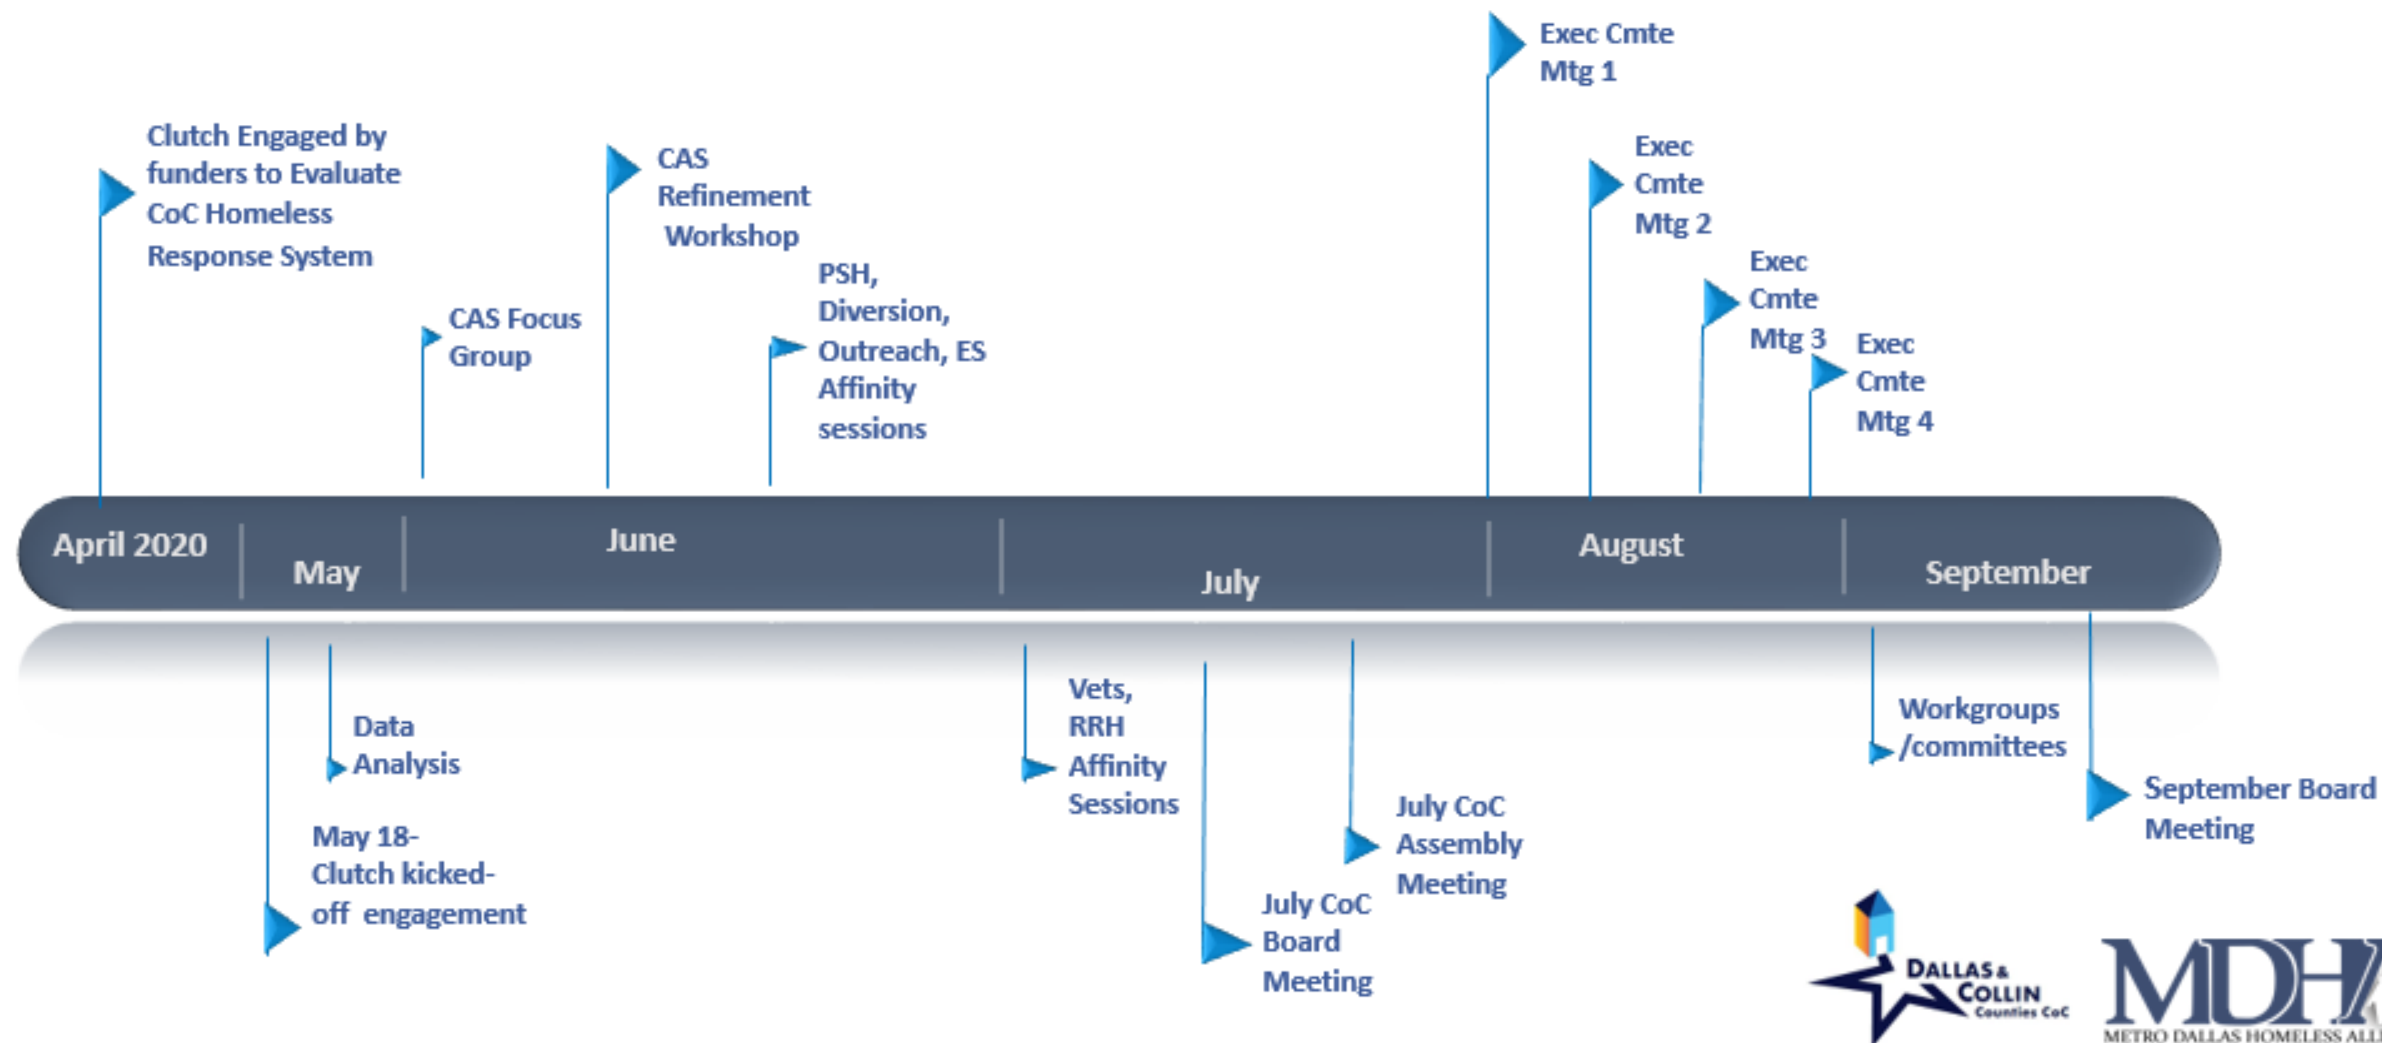 Clutch Engaged by
funders to Evaluate
CoC Homeless
Response System
CAS Focus
Group
CAS
Refinement
Workshop
PSH,
Diversion,
Outreach, ES
Affinity
sessions
Exec Cmte
Mtg 1
Exec
Cmte
Mtg 2
Exec
Cmte
Mtg 3
Exec
Cmte
Mtg 4
April 2020
May
June
July
August
September
Data
Analysis
May 18-
Clutch kicked-
off engagement
Vets,
RRH
Affinity
Sessions
July CoC
Board
Meeting
July CoC
Assembly
Meeting
Workgroups
/committees
September Board
Meeting
DALLAS &
COLLIN
Counties CoC
MDHA
METRO DALLAS HOMELESS